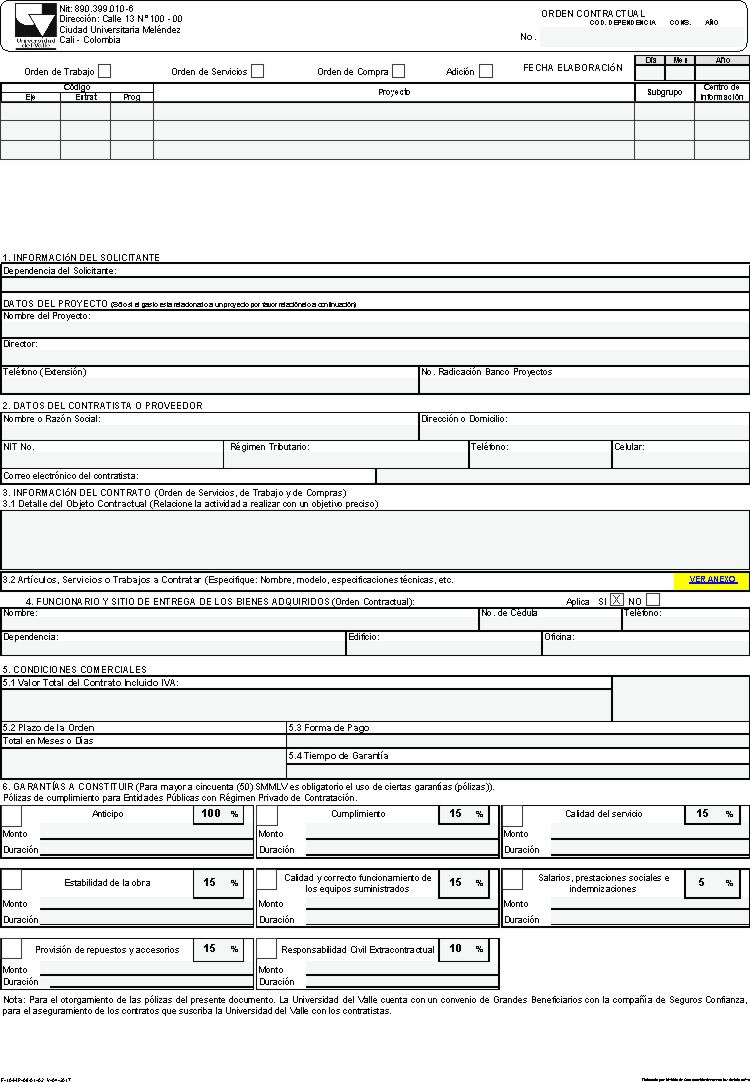 Universidad
del Valle
Nit: 890.399.010-6
Dirección: Calle 13 Nº 100 - 00
Ciudad Universitaria Meléndez
Cali - Colombia
ORDEN CONTRACTUAL
COD. DEPENDENCIA CONS. AÑO
No.
Orden de Trabajo Orden de Servicios Orden de Compra Adición FECHA ELABORACIÓN Día Mes Año
Código Proyecto Subgrupo Centro de información
Eje Estrat Prog
1. INFORMACIÓN DEL SOLICITANTE
Dependencia del Solicitante:
DATOS DEL PROYECTO (Sólo si el gasto esta relacionado a un proyecto por favor relaciónelo a continuación)
Nombre del Proyecto:
Director:
Teléfono (Extensión) No. Radicación Banco Proyectos
2. DATOS DEL CONTRATISTA O PROVEEDOR
Nombre o Razón Social: Dirección o Domicilio:
NIT No. Régimen Tributario: Teléfono: Celular:
Correo electrónico del contratista:
3. INFORMACIÓN DEL CONTRATO (Orden de Servicios, de Trabajo y de Compras)
3.1 Detalle del Objeto Contractual (Relacione la actividad a realizar con un objetivo preciso)
3.2 Artículos, Servicios o Trabajos a Contratar (Especifique: Nombre, modelo, especificaciones técnicas, etc. VER ANEXO
4. FUNCIONARIO Y SITIO DE ENTREGA DE LOS BIENES ADQUIRIDOS (Orden Contractual): Aplica SI X NO
Nombre: No. de Cédula Teléfono:
Dependencia: Edificio: Oficina:
5. CONDICIONES COMERCIALES
5.1 Valor Total del Contrato Incluido IVA:
5.2 Plazo de la Orden 5.3 Forma de Pago
Total en Meses o Días
5.4 Tiempo de Garantía
6. GARANTÍAS A CONSTITUIR (Para mayor a cincuenta (50) SMMLV es obligatorio el uso de ciertas garantías (pólizas)).
Pólizas de cumplimiento para Entidades Públicas con Régimen Privado de Contratación.
Anticipo 100 % Cumplimiento 15 % Calidad del servicio 15 %
Monto Monto Monto
Duración Duración Duración
Estabilidad de la obra 15 % Calidad y correcto funcionamiento de los equipos suministrados 15 % Salarios, prestaciones sociales e indemnizaciones 5 %
Monto Monto Monto
Duración Duración Duración
Provisión de repuestos y accesorios 15 % Responsabilidad Civil Extracontractual 10 %
Monto Monto
Duración Duración
Nota: Para el otorgamiento de las pólizas del presente documento. La Universidad del Valle cuenta con un convenio de Grandes Beneficiarios con la compañía de Seguros Confianza,
para el aseguramiento de los contratos que suscriba la Universidad del Valle con los contratistas.